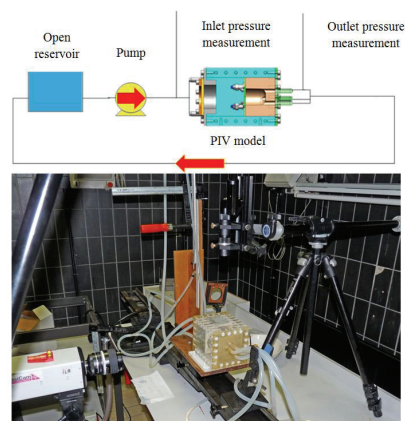 Open
reservoir
Pump
Inlet pressure
measurement
Outlet pressure
measurement
PIV model